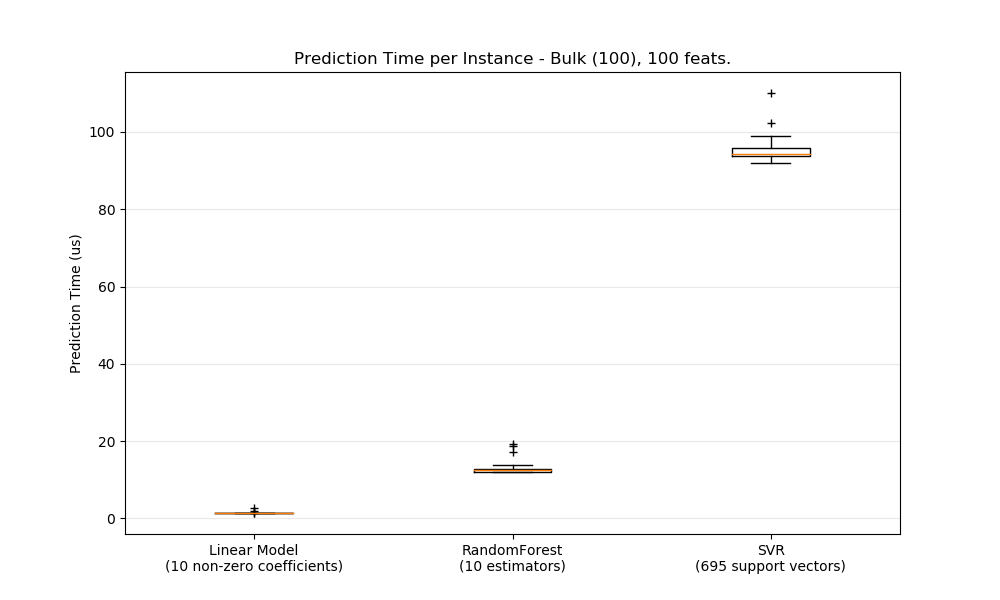 Prediction Time per Instance - Bulk (100), 100 feats.
Prediction Time (us)
100
80
60
40
20
0
Linear Model
(10 non-zero coefficients)
RandomForest
(10 estimators)
SVR
(695 support vectors)